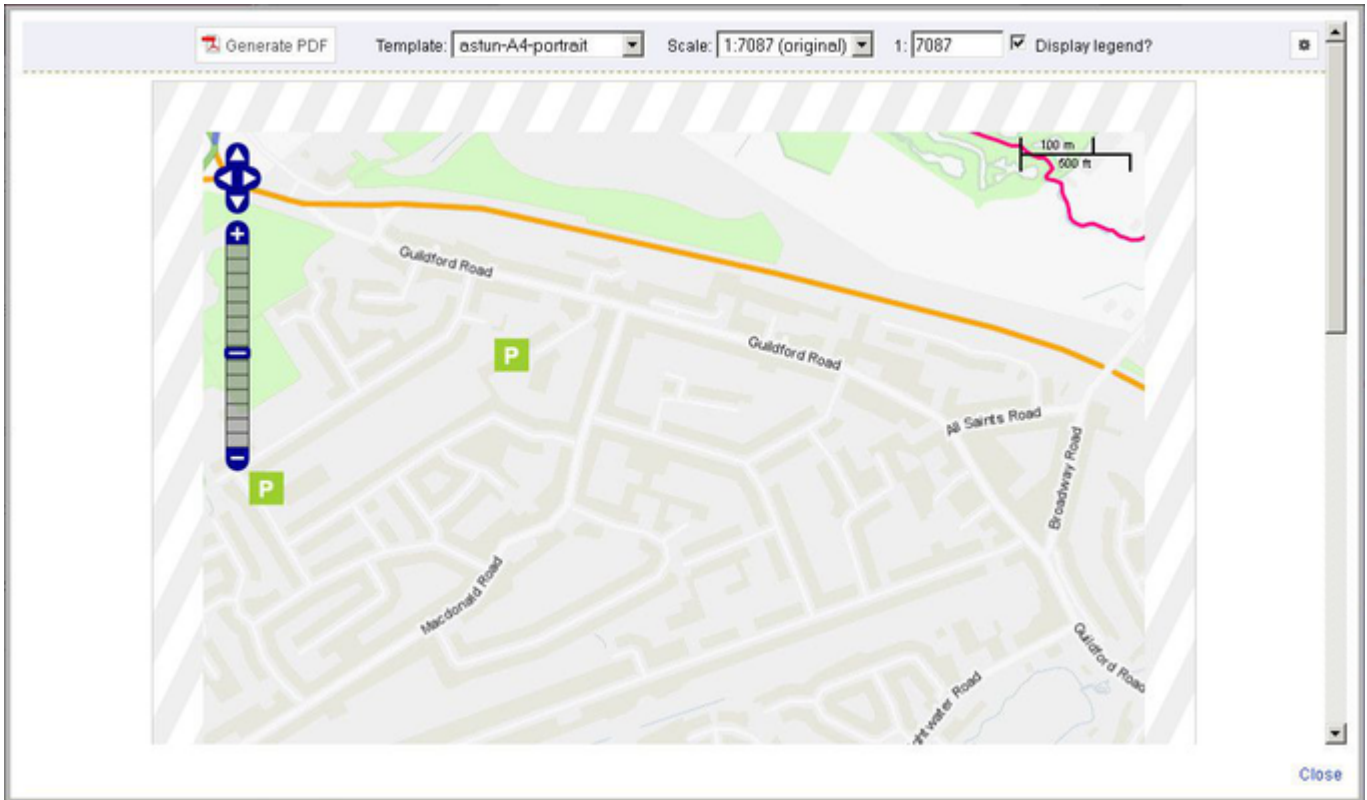 Generate PDF Template: astun-A4-portrait Scale: 1:7087 (original) 1: 7087 Display legend?
100 m
500 ft
Guildford Road
P
Guildford Road
All Saints Road
Broadway Road
P
Macdonald Road
Guildford Road
Close